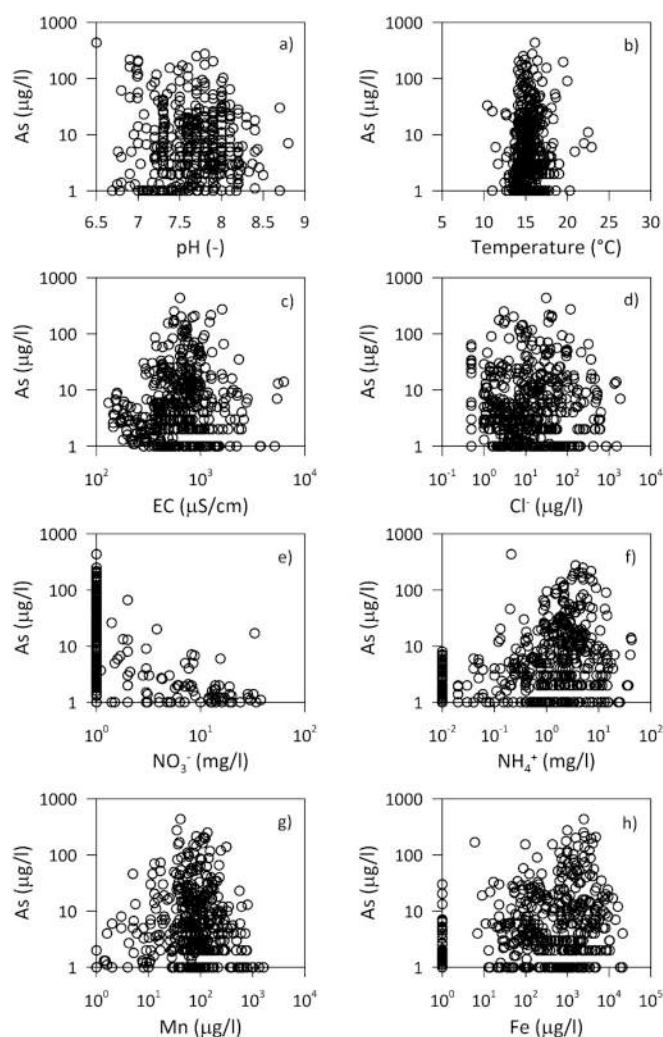 1000
100
10
1
As (µg/l)
a)
6.5 7 7.5 8 8.5 9
pH (-)
1000
100
10
1
As (µg/l)
b)
5 10 15 20 25 30
Temperature (°C)
1000
100
10
1
As (µg/l)
c)
10² 10³ 10⁴
EC (µS/cm)
1000
100
10
1
As (µg/l)
d)
10⁻¹ 10⁰ 10¹ 10² 10³ 10⁴
Cl⁻ (µg/l)
1000
100
10
1
As (µg/l)
e)
10⁰ 10¹ 10²
NO₃⁻ (mg/l)
1000
100
10
1
As (µg/l)
f)
10⁻² 10⁻¹ 10⁰ 10¹ 10²
NH₄⁺ (mg/l)
1000
100
10
1
As (µg/l)
g)
10⁰ 10¹ 10² 10³ 10⁴
Mn (µg/l)
1000
100
10
1
As (µg/l)
h)
10⁰ 10¹ 10² 10³ 10⁴ 10⁵
Fe (µg/l)